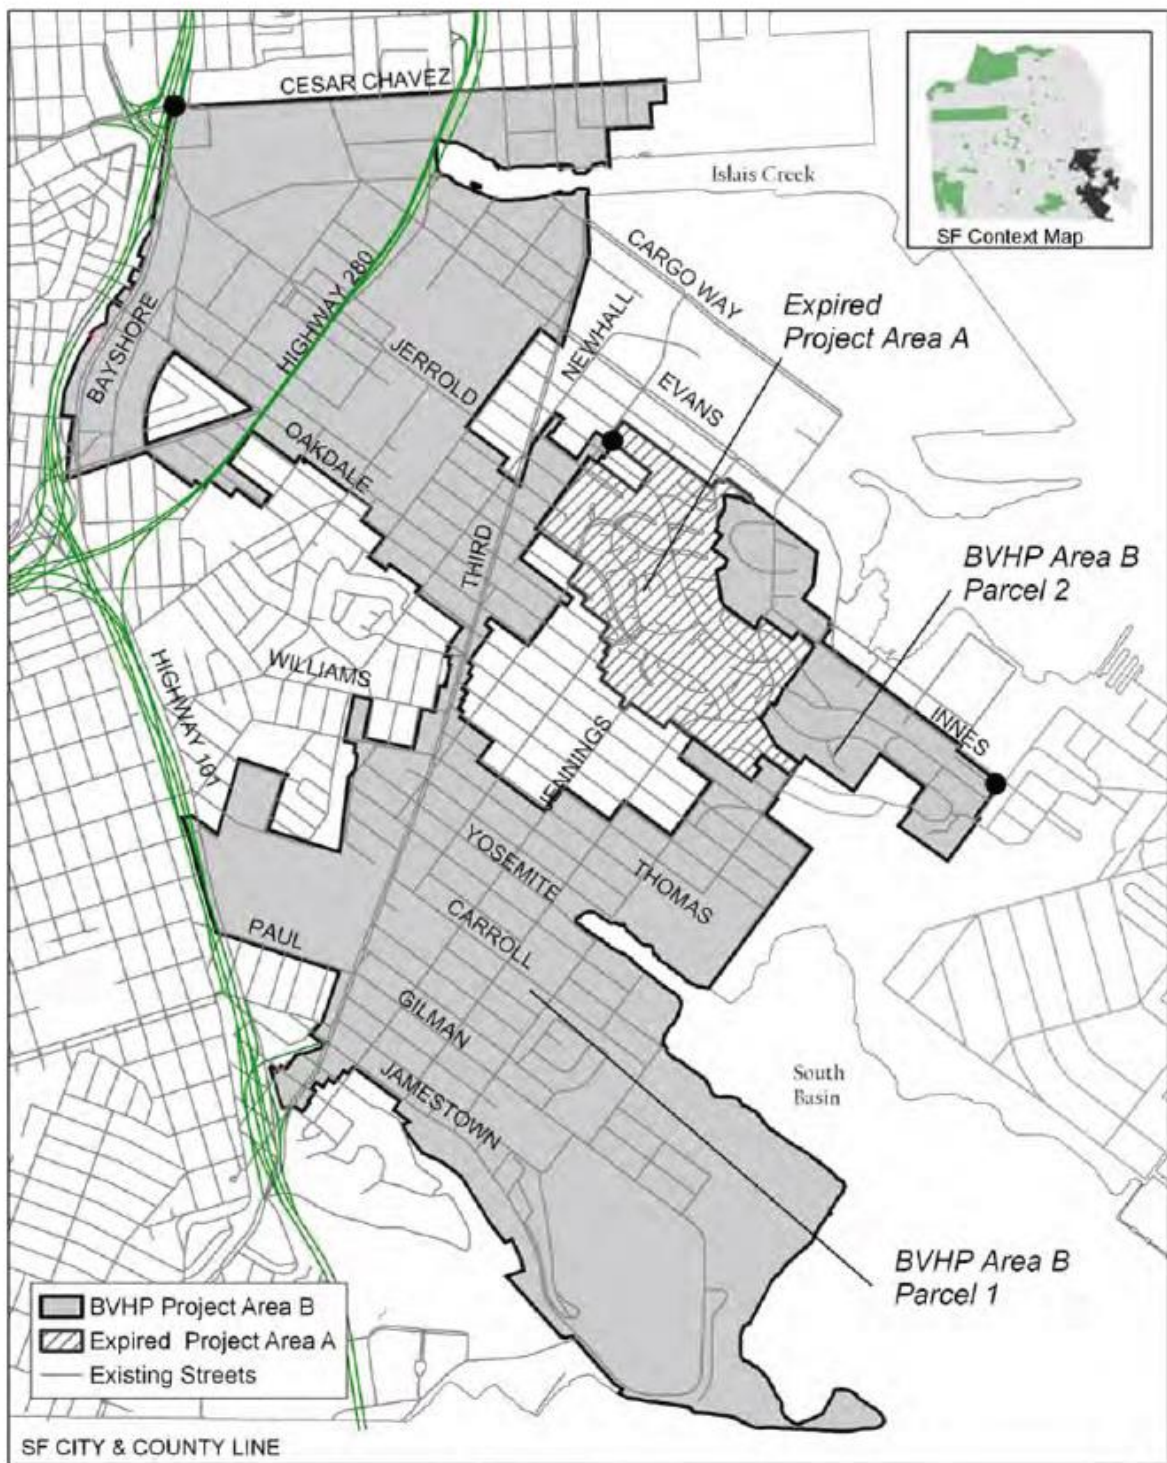 CESAR CHAVEZ
Islais Creek
SF Context Map
CARGO WAY
HIGHWAY 280
NEWHALL
Expired
Project Area A
BAYSHORE
JERROLD
EVANS
OAKDALE
THIRD
BVHP Area B
Parcel 2
WILLIAMS
HIGHWAY 101
JENNINGS
INNES
YOSEMITE
THOMAS
CARROLL
PAUL
GILMAN
JAMESTOWN
South
Basin
BVHP Area B
Parcel 1
BVHP Project Area B
Expired Project Area A
Existing Streets
SF CITY & COUNTY LINE